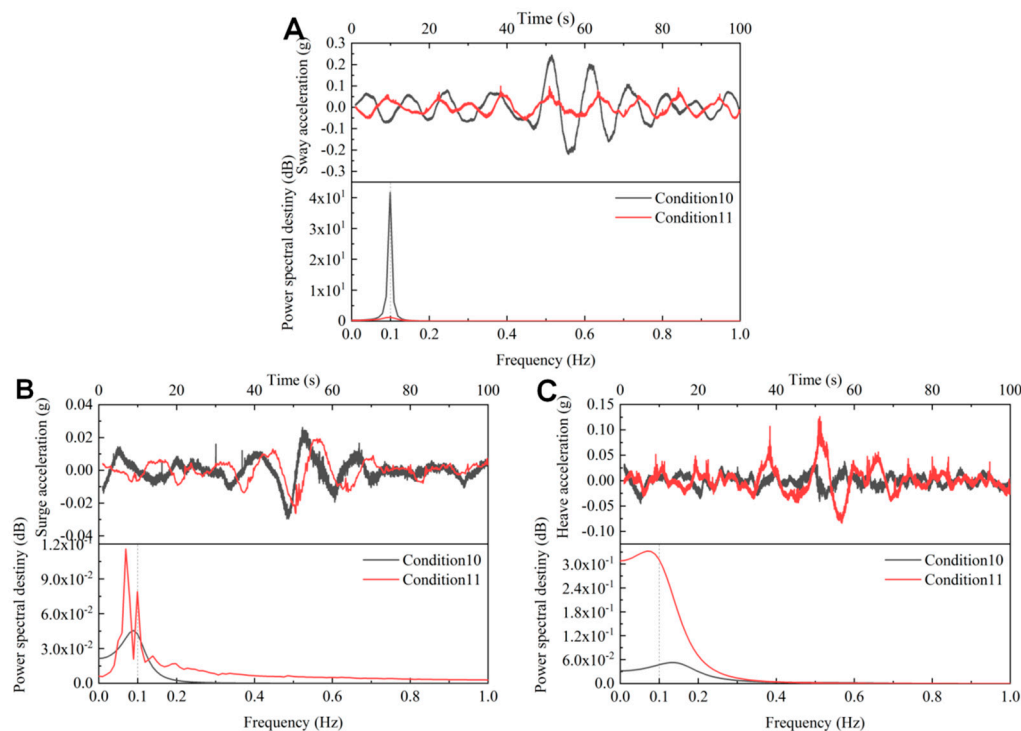 A
Time (s)
0 20 40 60 80 100
Sway acceleration (g)
0.3
0.2
0.1
0.0
-0.1
-0.2
-0.3
Power spectral destiny (dB)
4x10¹
3x10¹
2x10¹
1x10¹
0
Condition10
Condition11
0.0 0.1 0.2 0.4 0.6 0.8 1.0
Frequency (Hz)
B
Time (s)
0 20 40 60 80 100
Surge acceleration (g)
0.04
0.02
0.00
-0.02
-0.04
Power spectral destiny (dB)
1.2x10⁻¹
9.0x10⁻²
6.0x10⁻²
3.0x10⁻²
0.0
Condition10
Condition11
0.0 0.1 0.2 0.4 0.6 0.8 1.0
Frequency (Hz)
C
Time (s)
0 20 40 60 80 100
Heave acceleration (g)
0.15
0.10
0.05
0.00
-0.05
-0.10
Power spectral destiny (dB)
3.0x10⁻¹
2.4x10⁻¹
1.8x10⁻¹
1.2x10⁻¹
6.0x10⁻²
0.0
Condition10
Condition11
0.0 0.1 0.2 0.4 0.6 0.8 1.0
Frequency (Hz)